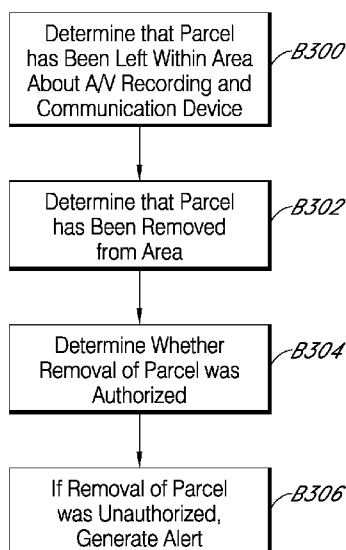 Determine that Parcel
has Been Left Within Area
About A/V Recording and
Communication Device
B300
Determine that Parcel
has Been Removed
from Area
B302
Determine Whether
Removal of Parcel was
Authorized
B304
If Removal of Parcel
was Unauthorized,
Generate Alert
B306